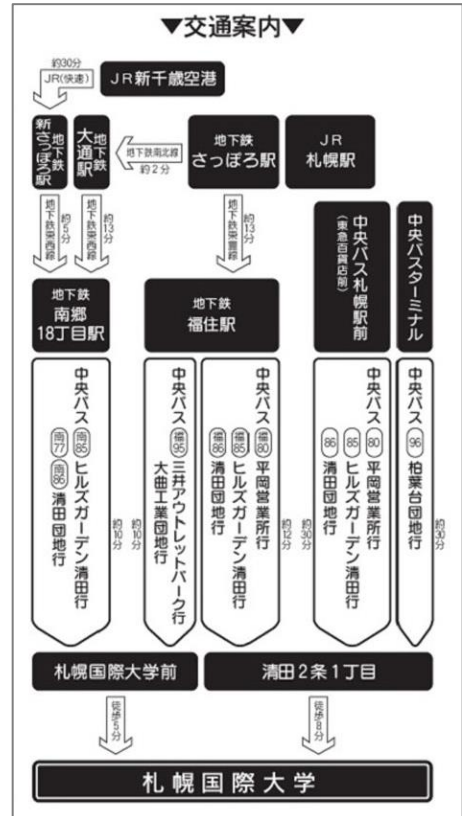 ▼交通案内▼
約30分
JR(快速)
JR新千歳空港
地下鉄
新さっぽろ駅
地下鉄
大通駅
地下鉄南北線
約2分
地下鉄
さっぽろ駅
JR
札幌駅
約5分
地下鉄東西線
約13分
地下鉄東西線
約13分
地下鉄東豊線
中央バス札幌駅前
(東急百貨店前)
中央バスターミナル
地下鉄
南郷
18丁目駅
地下鉄
福住駅
中央バス
南85 ヒルズガーデン清田行
南77 南86 清田団地行
約10分
中央バス
福95 三井アウトレットパーク行
大曲工業団地行
約10分
中央バス
福80 平岡営業所行
福85 ヒルズガーデン清田行
福86 清田団地行
約12分
中央バス
80 平岡営業所行
85 ヒルズガーデン清田行
86 清田団地行
約30分
中央バス
96 柏葉台団地行
約30分
札幌国際大学前
清田2条1丁目
徒歩5分
徒歩8分
札幌国際大学